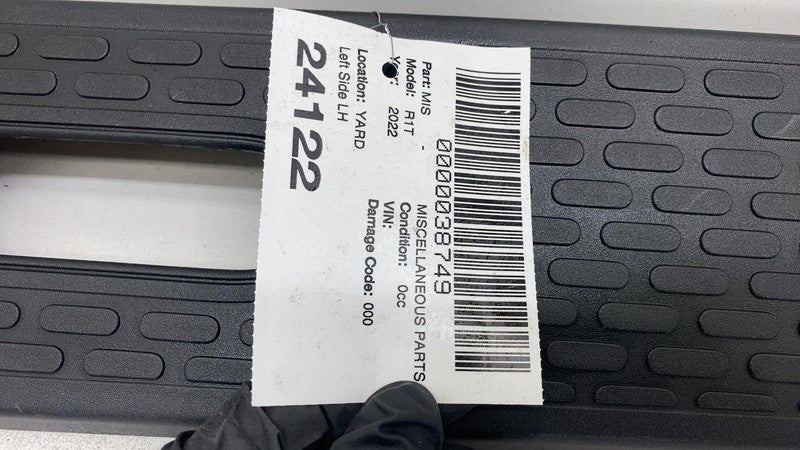 0000038749
Part: MIS - MISCELLANEOUS PARTS
Model: R1T Condition: 0cc
Year: 2022 VIN:
Damage Code: 000
Location: YARD
Left Side LH
24122